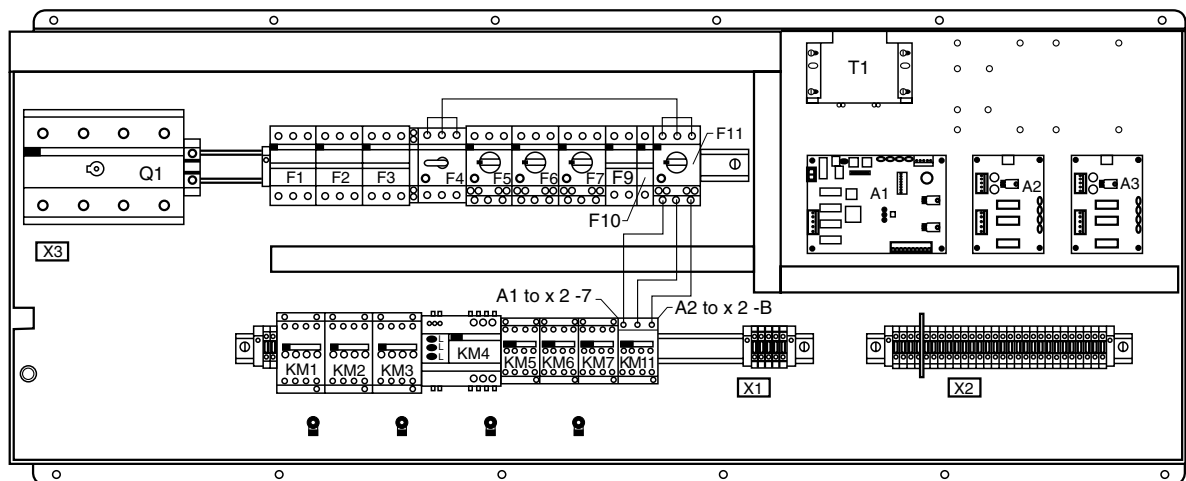 T1
F11
Q1
F1
F2
F3
F4
F5
F6
F7
F9
F10
A1
A2
A3
X3
A1 to x 2 -7
A2 to x 2 -B
L
L
L
KM1
KM2
KM3
KM4
KM5
KM6
KM7
KM11
X1
X2